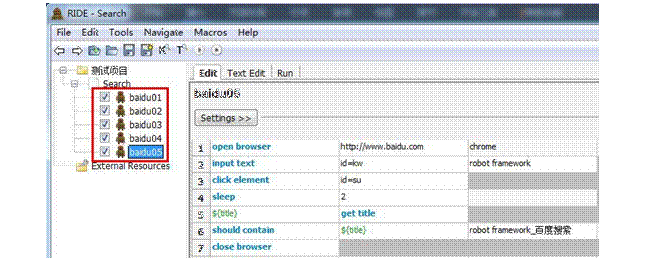 RIDE - Search
File Edit Tools Navigate Macros Help
测试项目
Search
baidu01
baidu02
baidu03
baidu04
baidu05
External Resources
Edit Text Edit Run
baidu05
Settings >>
1 open browser http://www.baidu.com chrome
2 input text id=kw robot framework
3 click element id=su
4 sleep 2
5 ${title} get title
6 should contain ${title} robot framework_百度搜索
7 close browser